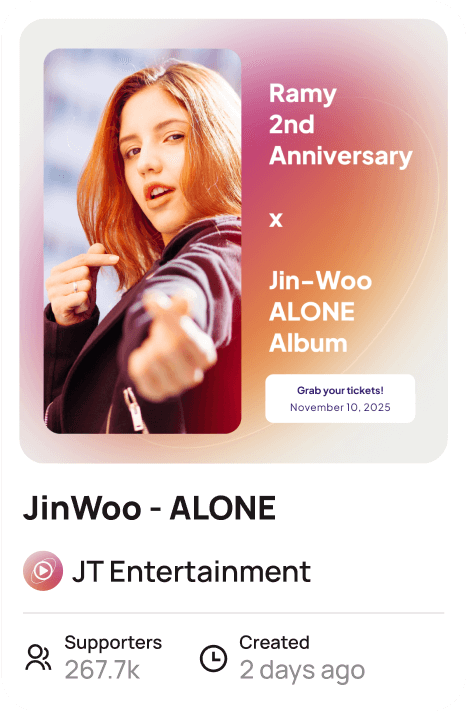 Ramy
2nd
Anniversary
x
Jin-Woo
ALONE
Album
Grab your tickets!
November 10, 2025
JinWoo - ALONE
JT Entertainment
Supporters
267.7k
Created
2 days ago